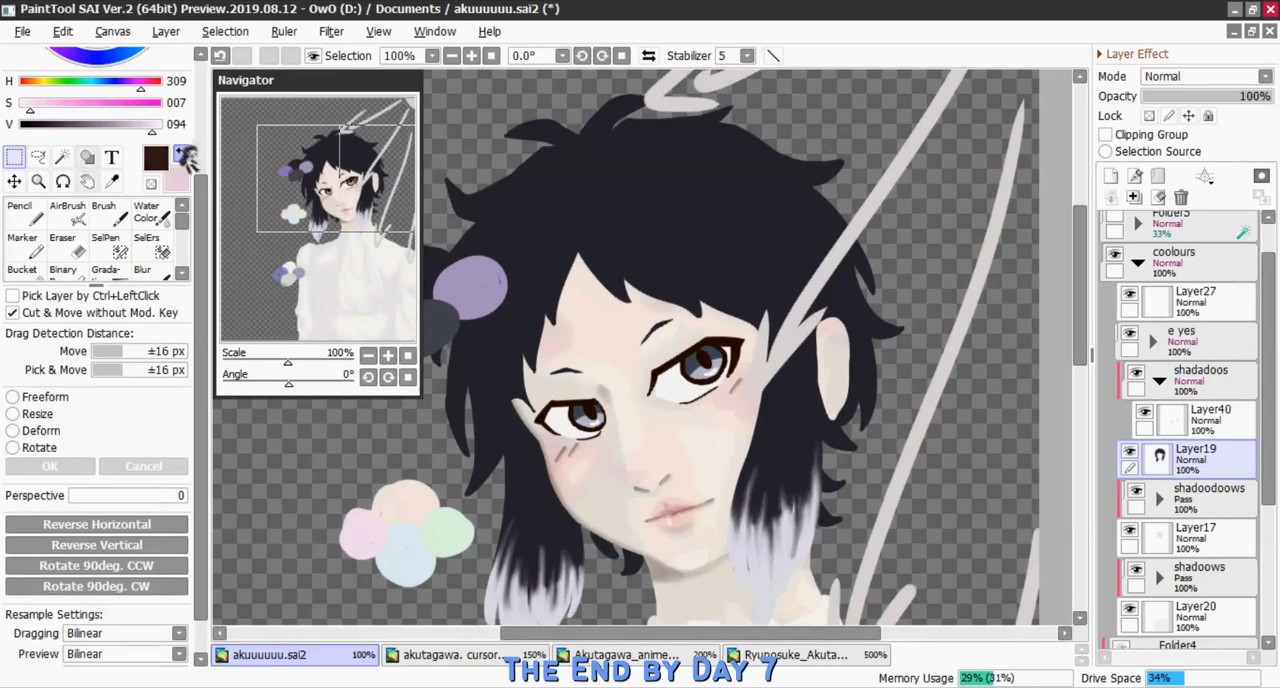 PaintTool SAI Ver.2 (64bit) Preview.2019.08.12 - OwO (D:) / Documents / akuuuuuu.sai2 (*)
File Edit Canvas Layer Selection Ruler Filter View Window Help
Selection 100% 0.0° Stabilizer 5
H 309
S 007
V 094
T
Pencil AirBrush Brush Water Color
Marker Eraser SelPen SelErs
Bucket Binary Grada- Blur
Pick Layer by Ctrl+LeftClick
Cut & Move without Mod. Key
Drag Detection Distance:
Move ±16 px
Pick & Move ±16 px
Freeform
Resize
Deform
Rotate
OK Cancel
Perspective 0
Reverse Horizontal
Reverse Vertical
Rotate 90deg. CCW
Rotate 90deg. CW
Resample Settings:
Dragging Bilinear
Preview Bilinear
Navigator
Scale 100%
Angle 0°
Layer Effect
Mode Normal
Opacity 100%
Lock
Clipping Group
Selection Source
Folder5
Normal
33%
coolours
Normal
100%
Layer27
Normal
100%
e yes
Normal
100%
shadadoos
Normal
100%
Layer40
Normal
100%
Layer19
Normal
100%
shadoodoows
Pass
100%
Layer17
Normal
100%
shadoows
Pass
100%
Layer20
Normal
100%
Folder4
akuuuuuu.sai2 100% akutagawa. cursor... 150% Akutagawa_anime... 200% Ryunosuke_Akuta... 500%
The End by Day 7
Memory Usage 29% (31%) Drive Space 34%